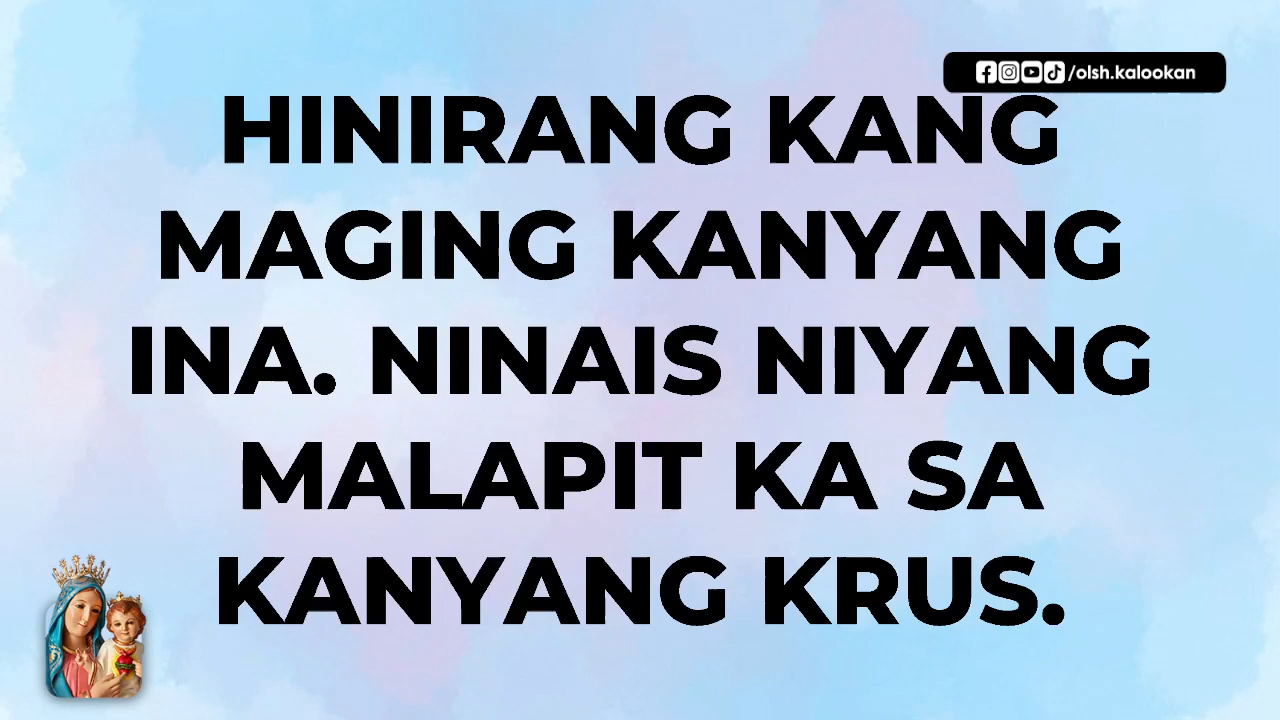 /olsh.kalookan
HINIRANG KANG
MAGING KANYANG
INA. NINAIS NIYANG
MALAPIT KA SA
KANYANG KRUS.